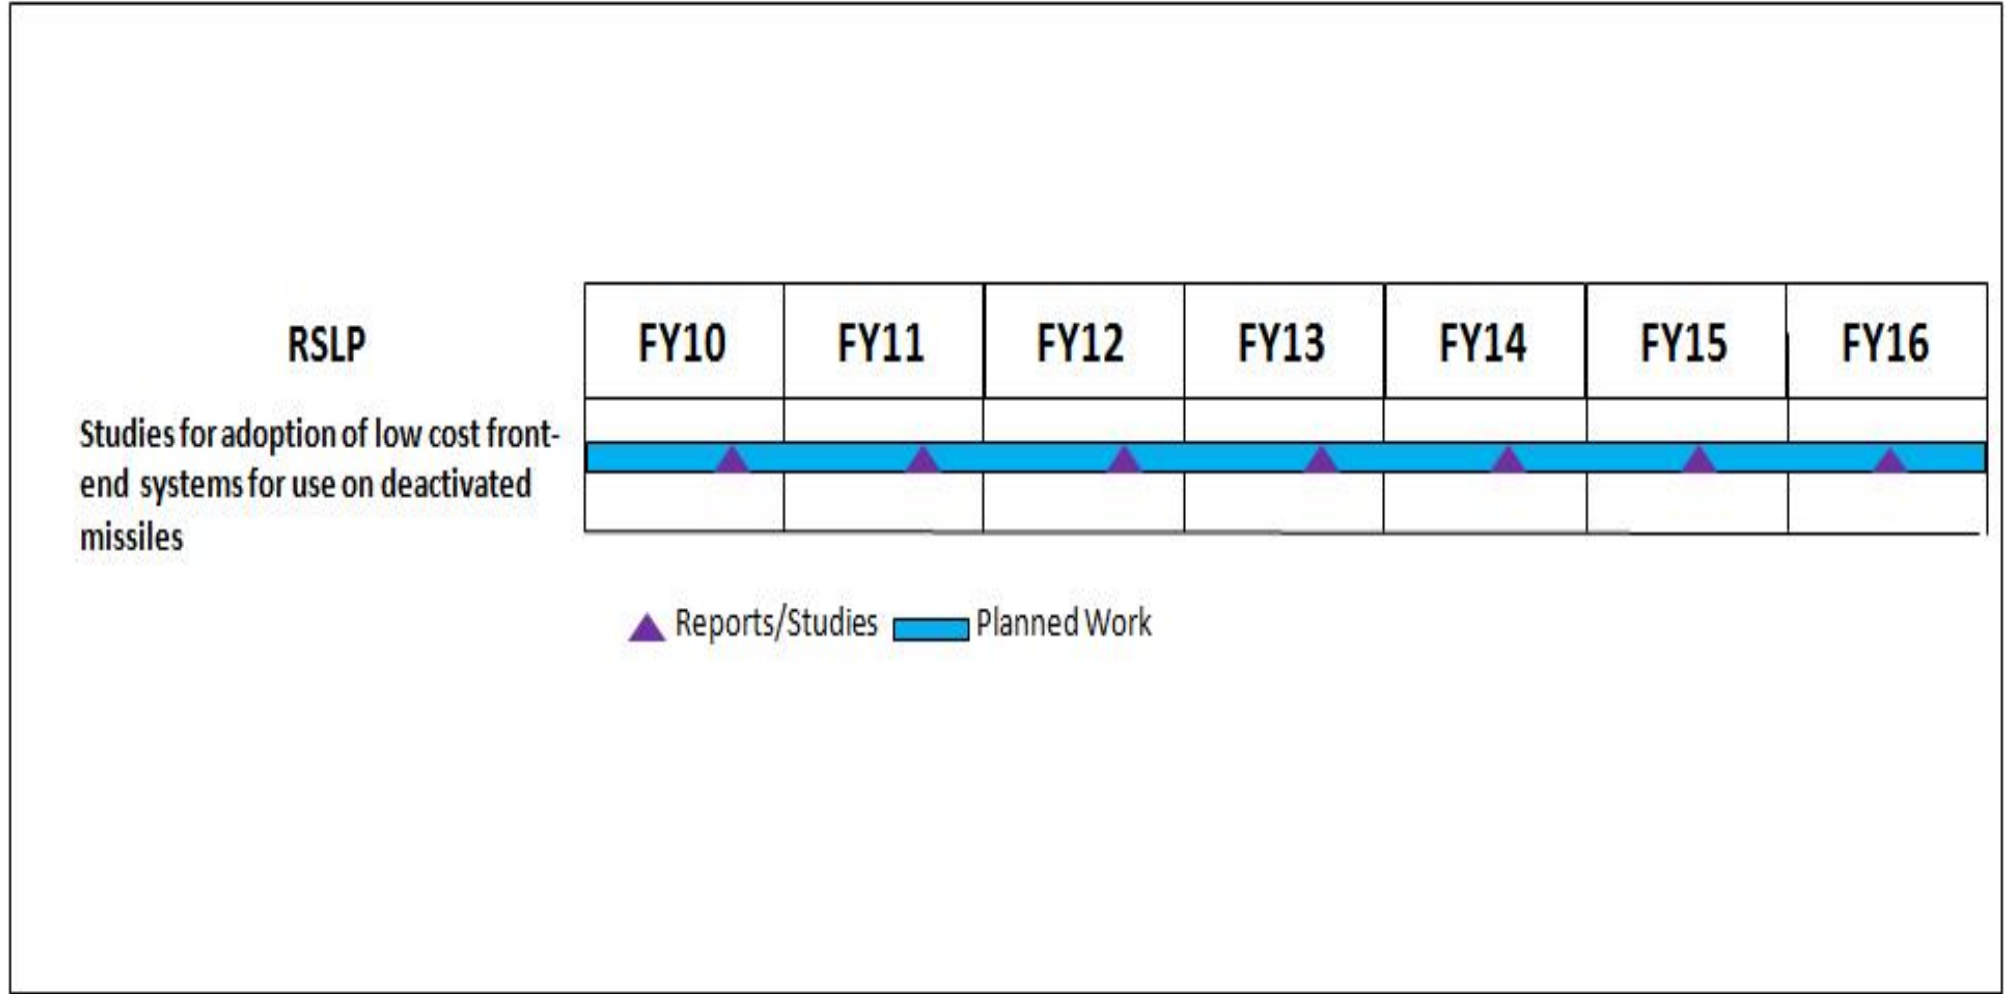 RSLP FY10 FY11 FY12 FY13 FY14 FY15 FY16
Studies for adoption of low cost front-
end systems for use on deactivated
missiles
Reports/Studies Planned Work